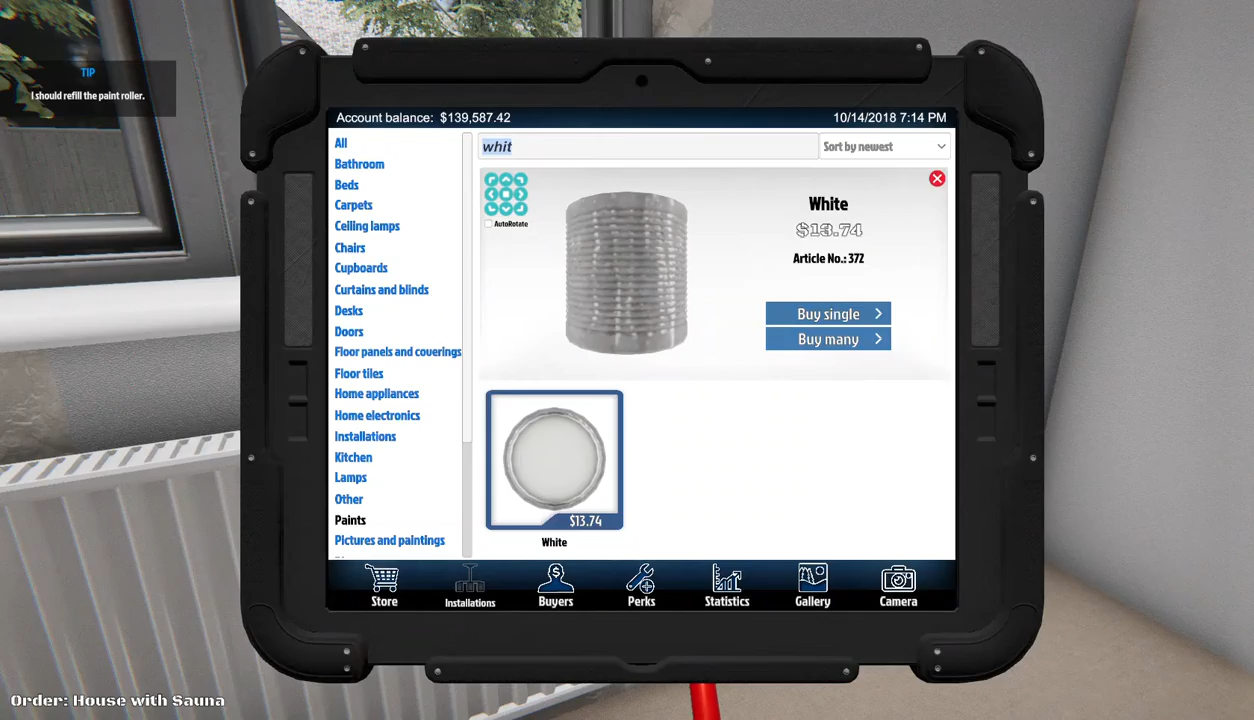 TIP
I should refill the paint roller.
Account balance: $139,587.42
10/14/2018 7:14 PM
All
Bathroom
Beds
Carpets
Ceiling lamps
Chairs
Cupboards
Curtains and blinds
Desks
Doors
Floor panels and coverings
Floor tiles
Home appliances
Home electronics
Installations
Kitchen
Lamps
Other
Paints
Pictures and paintings
whit
Sort by newest
AutoRotate
White
$13.74
Article No.: 372
Buy single
Buy many
$13.74
White
Store
Installations
Buyers
Perks
Statistics
Gallery
Camera
Order: House with Sauna